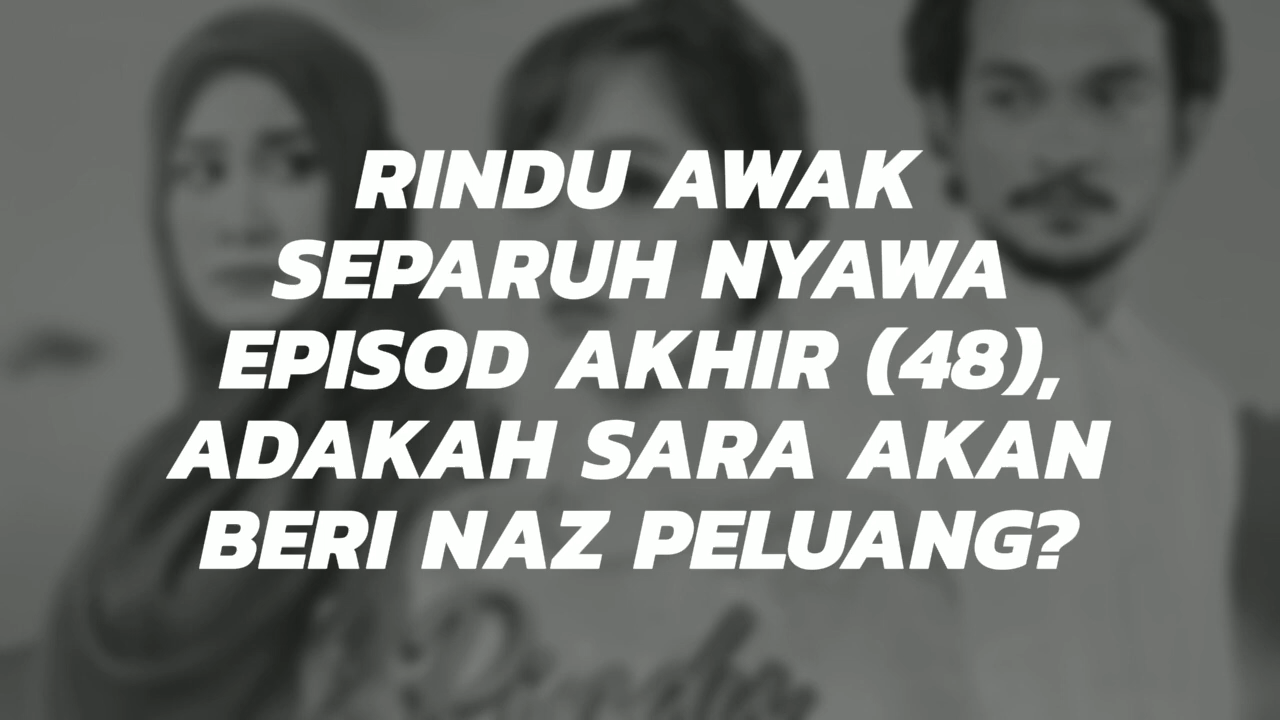 RINDU AWAK
SEPARUH NYAWA
EPISOD AKHIR (48),
ADAKAH SARA AKAN
BERI NAZ PELUANG?